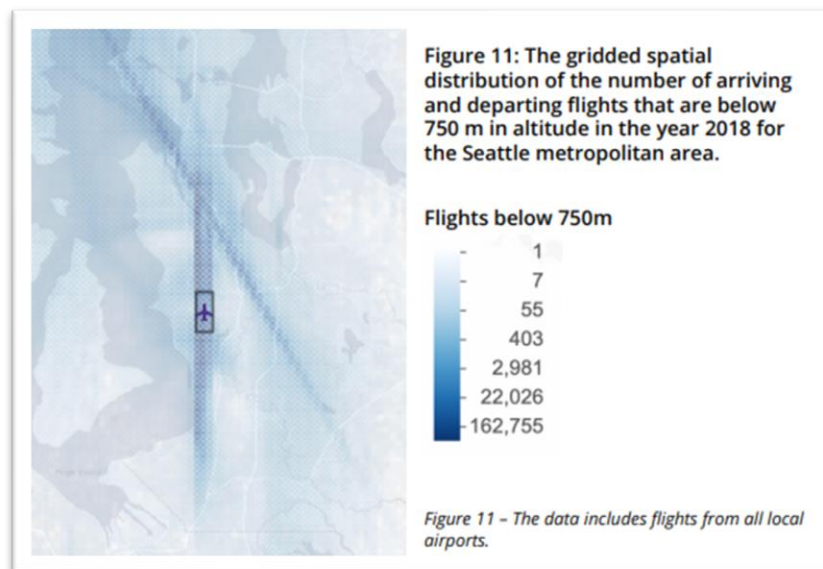 Figure 11: The gridded spatial
distribution of the number of arriving
and departing flights that are below
750 m in altitude in the year 2018 for
the Seattle metropolitan area.
Flights below 750m
1
7
55
403
2,981
22,026
162,755
Figure 11 – The data includes flights from all local
airports.